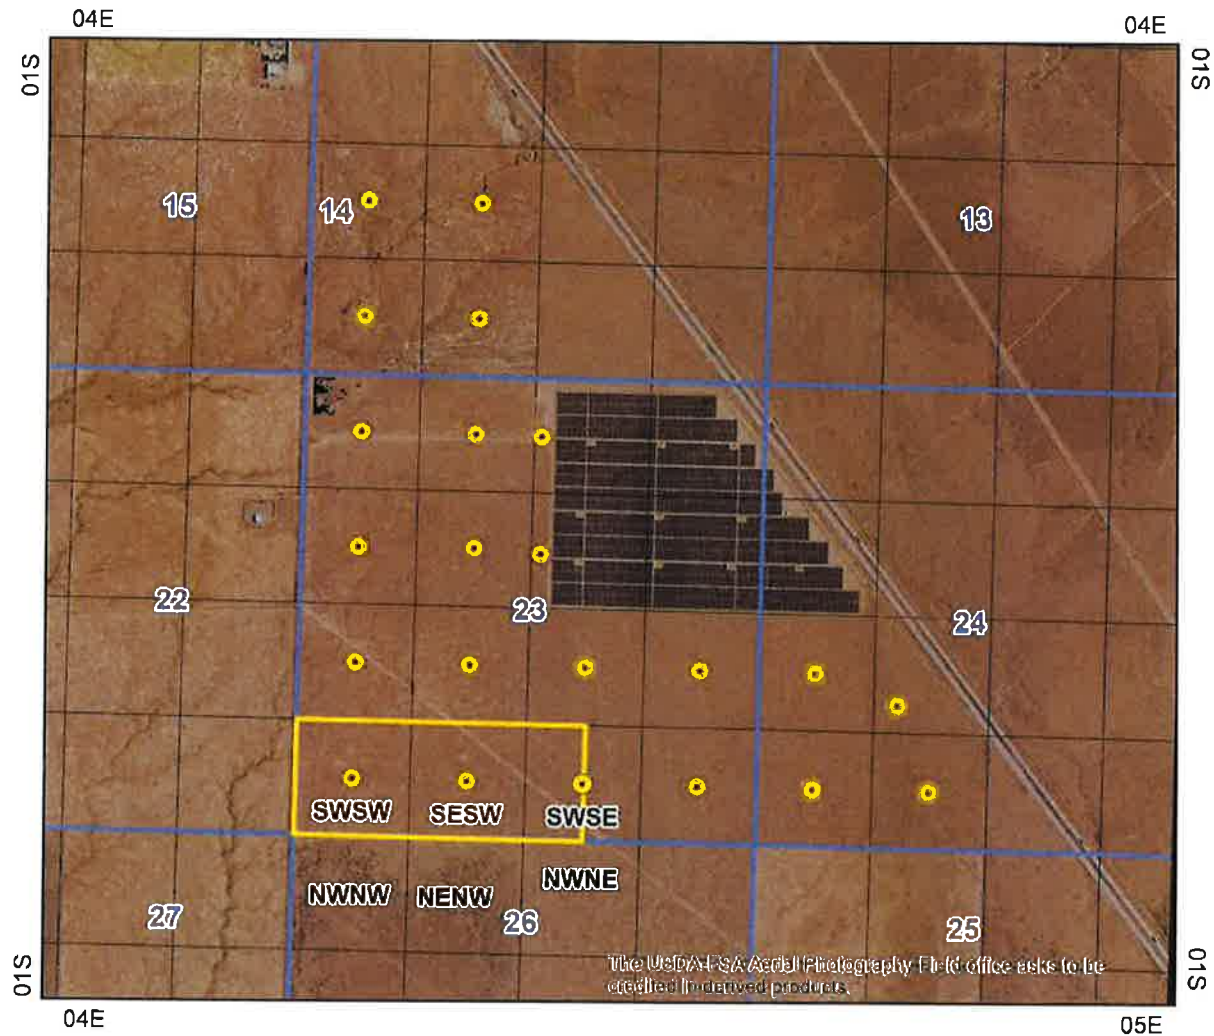 04E
04E
01S
01S
15
14
13
22
23
24
SWSW
SESW
SWSE
NWNW
NENW
NWNE
27
26
25
The USDA-FSA Aerial Photography Field office asks to be
credited in derived products.
01S
01S
04E
05E